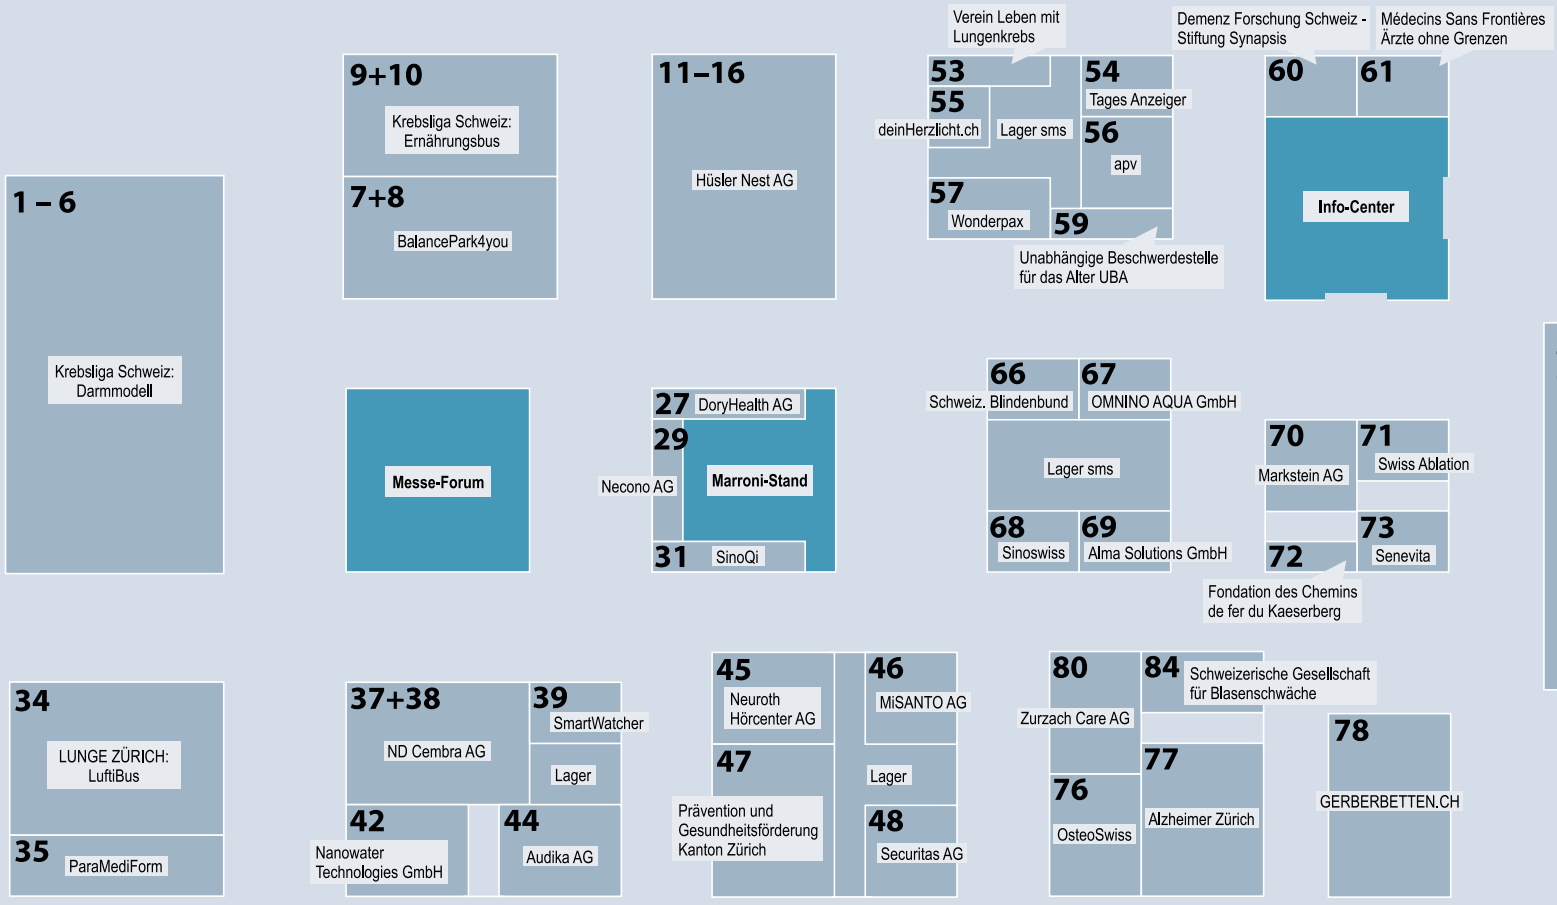 Verein Leben mit
Lungenkrebs
Demenz Forschung Schweiz -
Stiftung Synapsis
Médecins Sans Frontières
Ärzte ohne Grenzen
9+10
Krebsliga Schweiz:
Ernährungsbus
7+8
BalancePark4you
11–16
Hüsler Nest AG
53
54
Tages Anzeiger
55
deinHerzlicht.ch
Lager sms
56
apv
57
Wonderpax
59
Unabhängige Beschwerdestelle
für das Alter UBA
60
61
Info-Center
1 – 6
Krebsliga Schweiz:
Darmmodell
Messe-Forum
27
DoryHealth AG
29
Necono AG
Marroni-Stand
31
SinoQi
66
Schweiz. Blindenbund
67
OMNINO AQUA GmbH
Lager sms
68
Sinoswiss
69
Alma Solutions GmbH
70
Markstein AG
71
Swiss Ablation
72
73
Senevita
Fondation des Chemins
de fer du Kaeserberg
34
LUNGE ZÜRICH:
LuftiBus
35
ParaMediForm
37+38
ND Cembra AG
39
SmartWatcher
Lager
42
Nanowater
Technologies GmbH
44
Audika AG
45
Neuroth
Hörcenter AG
46
MiSANTO AG
47
Prävention und
Gesundheitsförderung
Kanton Zürich
Lager
48
Securitas AG
80
Zurzach Care AG
84
Schweizerische Gesellschaft
für Blasenschwäche
76
OsteoSwiss
77
Alzheimer Zürich
78
GERBERBETTEN.CH